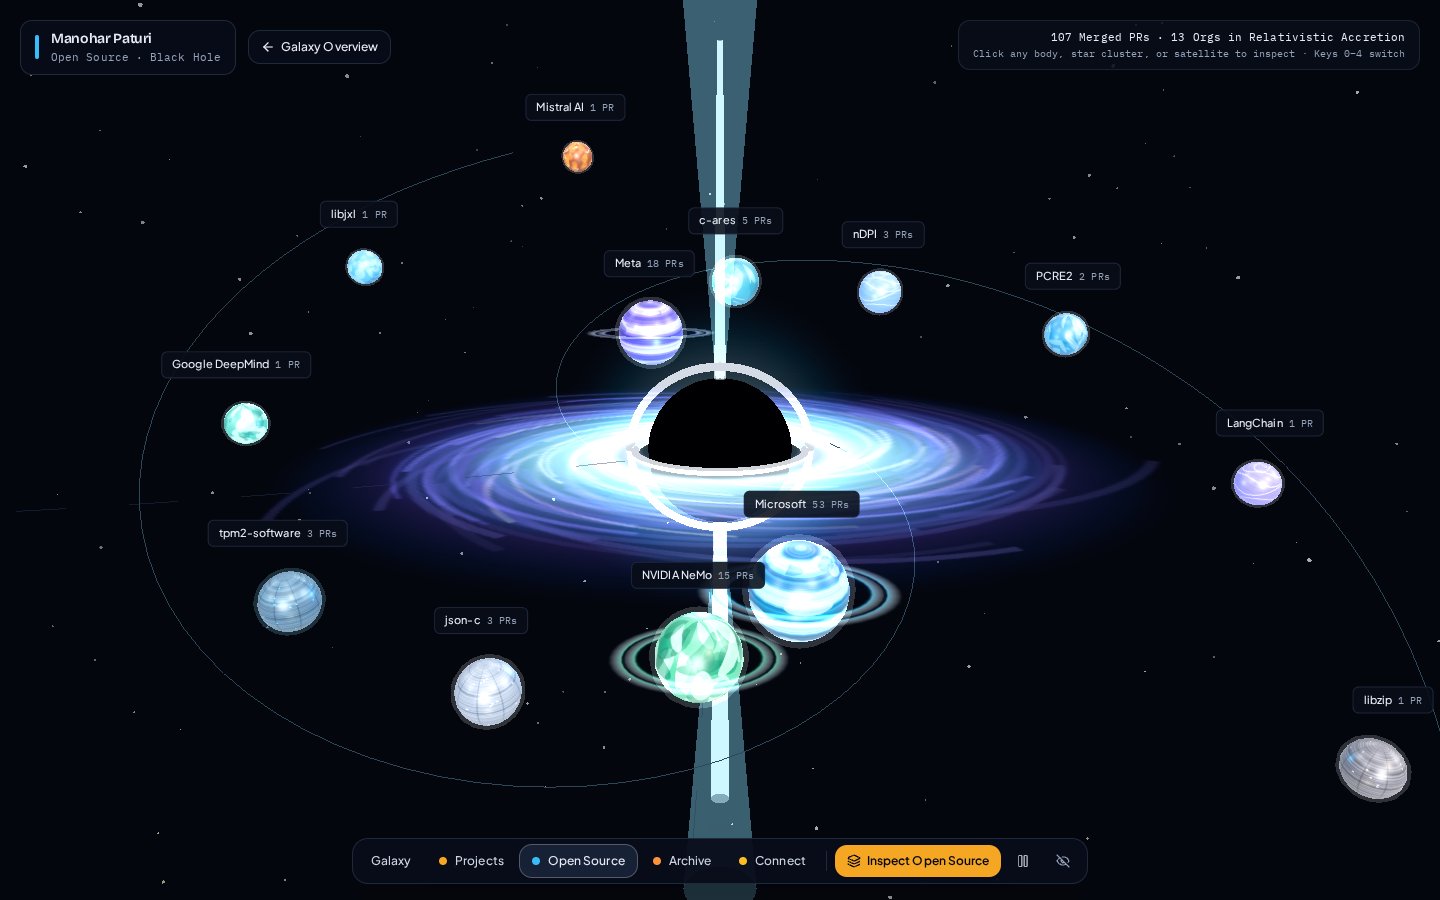 Manohar Paturi
Open Source · Black Hole
Galaxy Overview
107 Merged PRs · 13 Orgs in Relativistic Accretion
Click any body, star cluster, or satellite to inspect · Keys 0–4 switch
Mistral AI 1 PR
libjxl 1 PR
c-ares 5 PRs
nDPI 3 PRs
Meta 18 PRs
PCRE2 2 PRs
Google DeepMind 1 PR
LangChain 1 PR
Microsoft 53 PRs
tpm2-software 3 PRs
NVIDIA NeMo 15 PRs
json-c 3 PRs
libzip 1 PR
Galaxy Projects Open Source Archive Connect Inspect Open Source